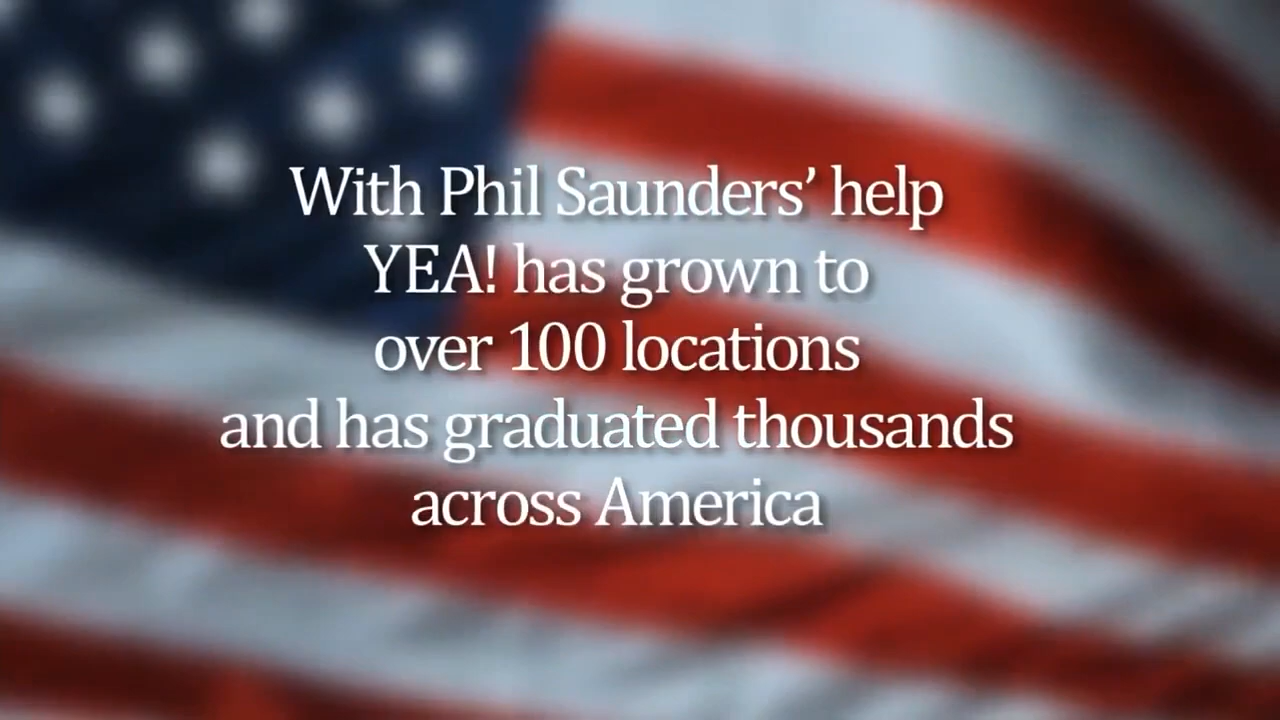 With Phil Saunders’ help
YEA! has grown to
over 100 locations
and has graduated thousands
across America